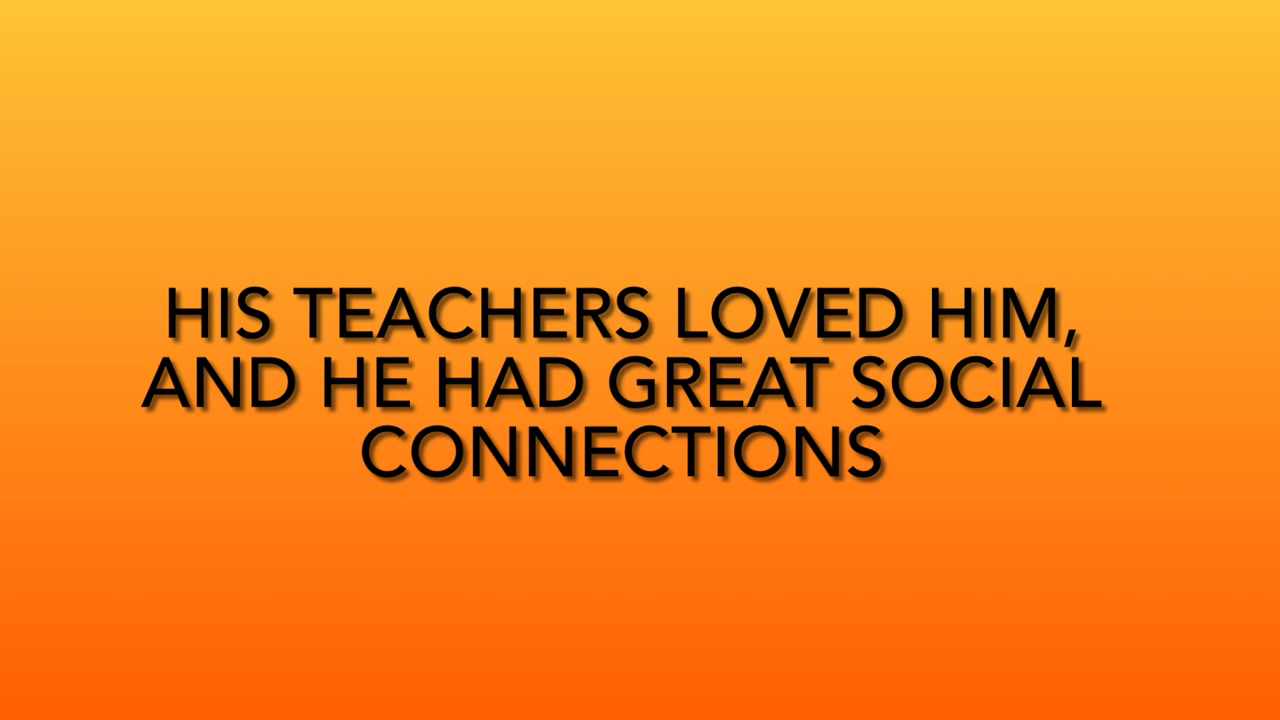 HIS TEACHERS LOVED HIM,
AND HE HAD GREAT SOCIAL
CONNECTIONS